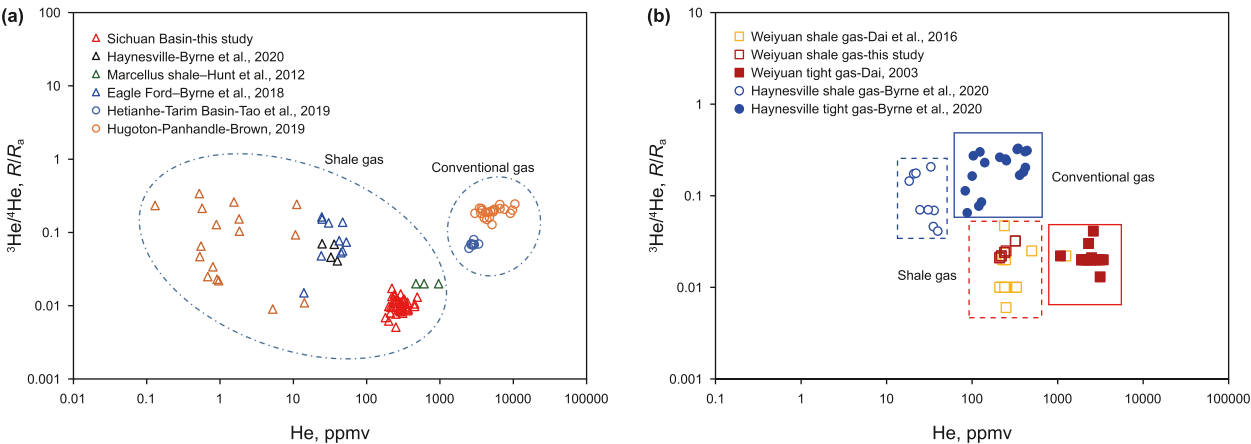 (a)
100
10
1
0.1
0.01
0.001
³He/⁴He, R/Rₐ
Sichuan Basin-this study
Haynesville-Byrne et al., 2020
Marcellus shale–Hunt et al., 2012
Eagle Ford–Byrne et al., 2018
Hetianhe-Tarim Basin-Tao et al., 2019
Hugoton-Panhandle-Brown, 2019
Shale gas
Conventional gas
0.01
0.1
1
10
100
1000
10000
100000
He, ppmv
(b)
10
1
0.1
0.01
0.001
³He/⁴He, R/Rₐ
Weiyuan shale gas-Dai et al., 2016
Weiyuan shale gas-this study
Weiyuan tight gas-Dai, 2003
Haynesville shale gas-Byrne et al., 2020
Haynesville tight gas-Byrne et al., 2020
Conventional gas
Shale gas
0.1
1
10
100
1000
10000
100000
He, ppmv